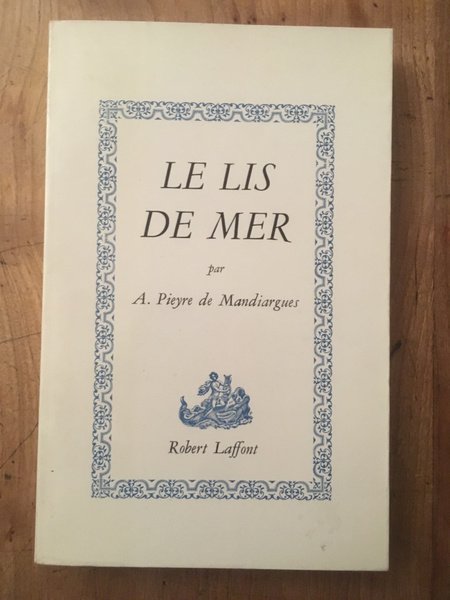 LE LIS
DE MER
par
A. Pieyre de Mandiargues
Robert Laffont